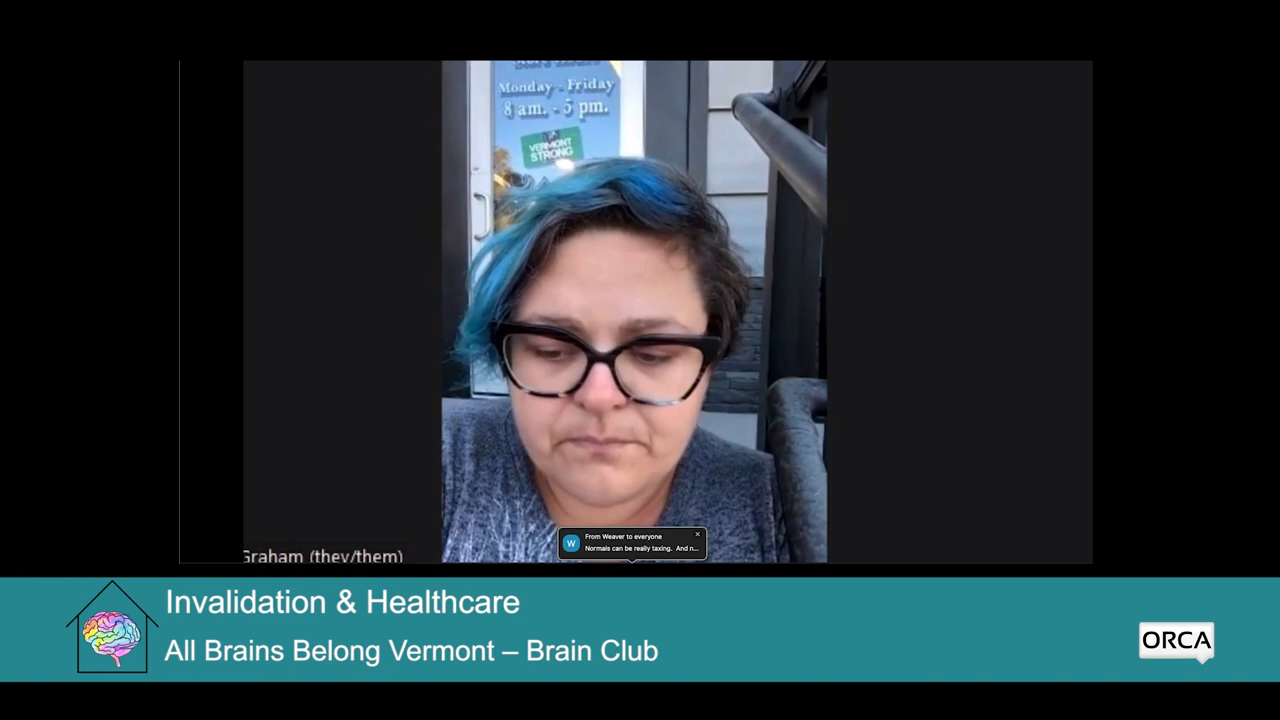 Monday - Friday
8 am. - 5 pm.
VERMONT
STRONG
W
From Weaver to everyone
Normals can be really taxing. And n...
Graham (they/them)
Invalidation & Healthcare
All Brains Belong Vermont – Brain Club
ORCA